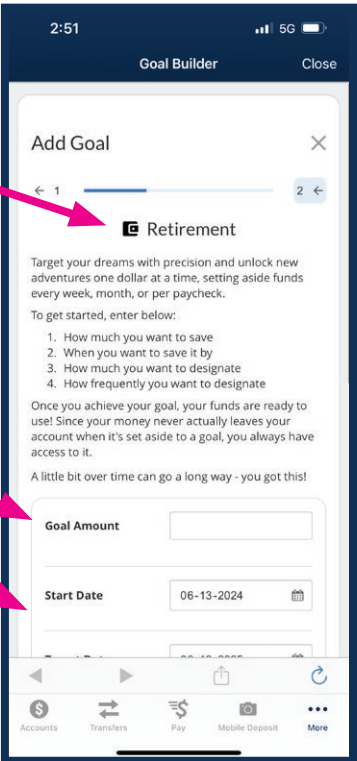 2:51 5G
Goal Builder Close
Add Goal
1 2
Retirement
Target your dreams with precision and unlock new
adventures one dollar at a time, setting aside funds
every week, month, or per paycheck.
To get started, enter below:
1. How much you want to save
2. When you want to save it by
3. How much you want to designate
4. How frequently you want to designate
Once you achieve your goal, your funds are ready to
use! Since your money never actually leaves your
account when it's set aside to a goal, you always have
access to it.
A little bit over time can go a long way - you got this!
Goal Amount
Start Date 06-13-2024
Accounts Transfers Pay Mobile Deposit More